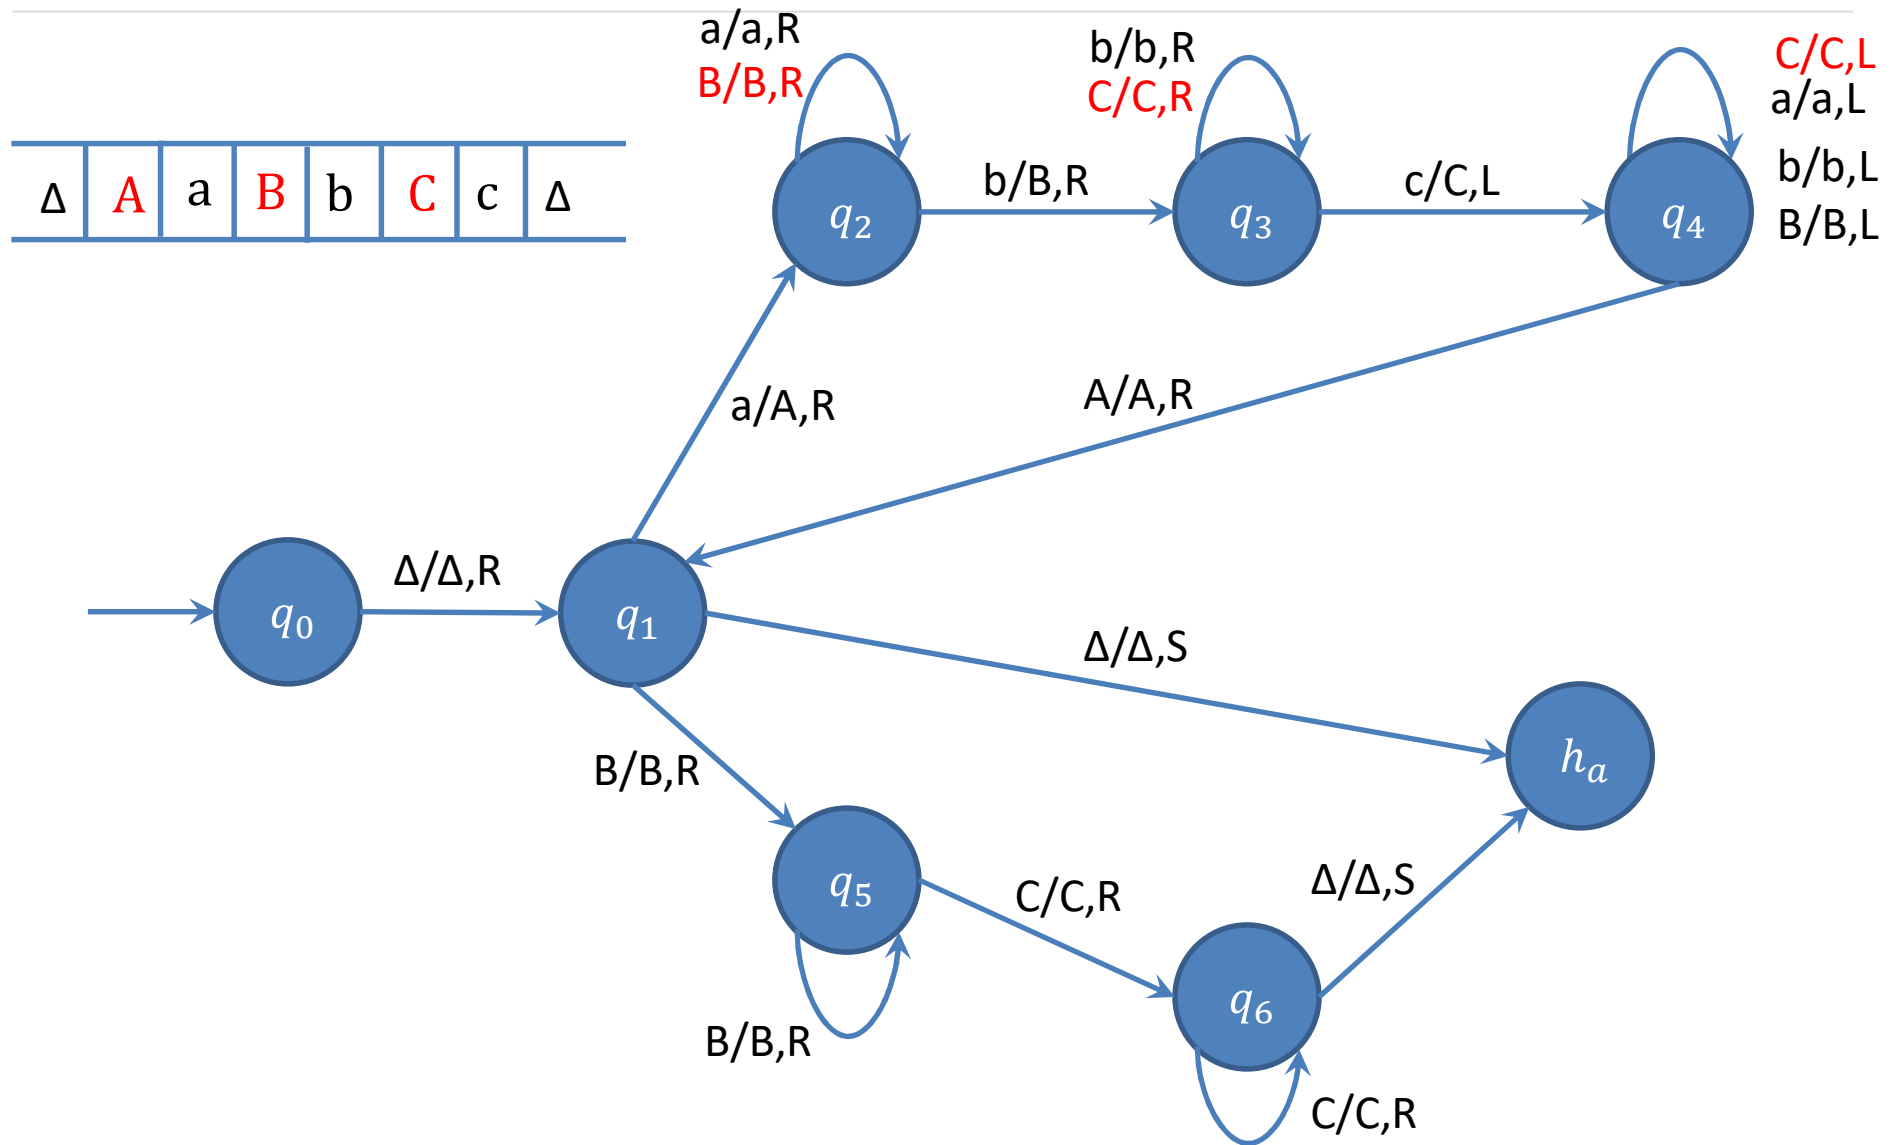 a/a,R
B/B,R
b/b,R
C/C,R
C/C,L
a/a,L
b/b,L
B/B,L
Δ A a B b C c Δ
q2
b/B,R
q3
c/C,L
q4
a/A,R
A/A,R
q0
Δ/Δ,R
q1
Δ/Δ,S
ha
B/B,R
q5
C/C,R
Δ/Δ,S
q6
B/B,R
C/C,R